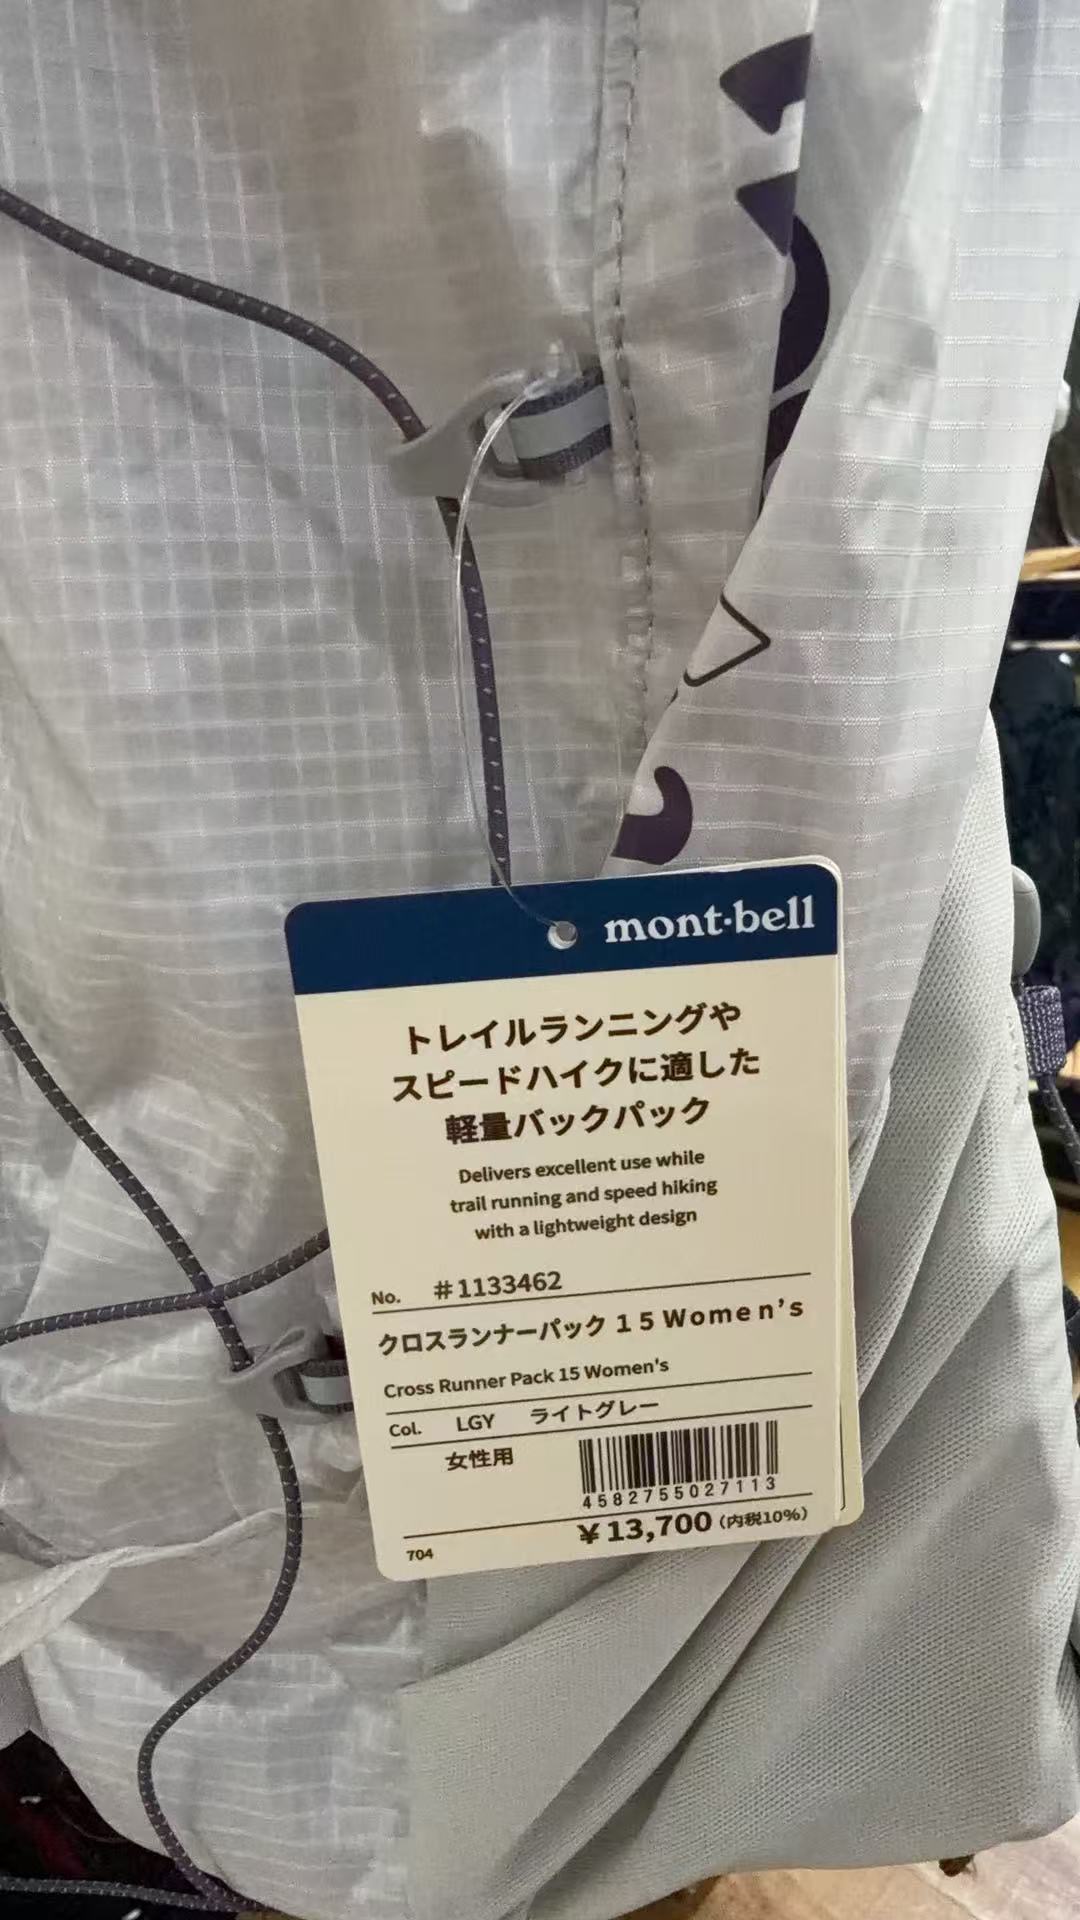 mont-bell
トレイルランニングや
スピードハイクに適した
軽量バックパック
Delivers excellent use while
trail running and speed hiking
with a lightweight design
No. #1133462
クロスランナーパック 15 Women's
Cross Runner Pack 15 Women's
Col. LGY ライトグレー
女性用
4582755027113
¥13,700(内税10%)
704